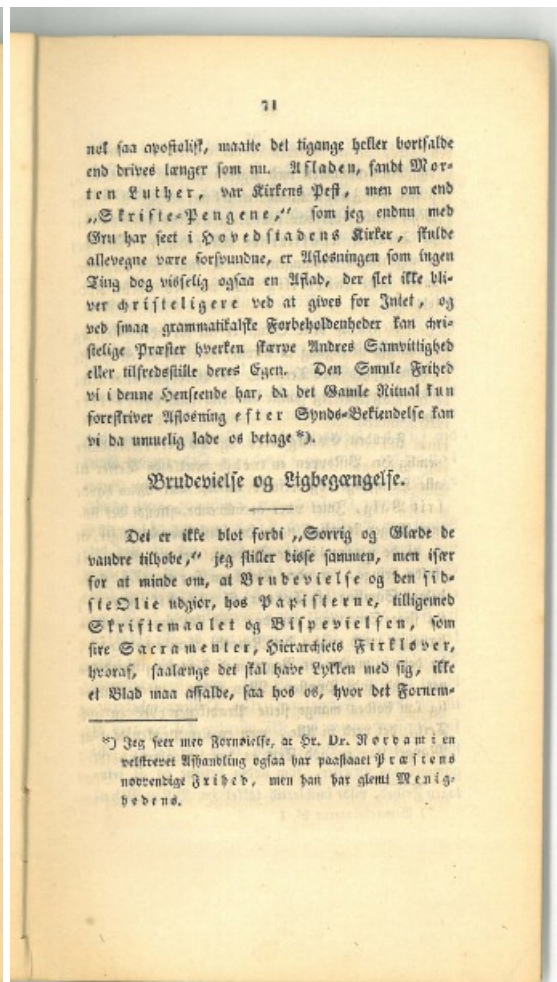 71
nok saa apostolisk, maatte det tigange heller bortfalde
end drives længer som nu. Afladen, fandt Mor-
ten Luther, var Kirkens Pest, men om end
„Skrifte-Pengene,“ som jeg endnu med
Gru har seet i Hovedstadens Kirker, skulde
allevegne være forsvundne, er Afløsningen som ingen
Ting dog visselig ogsaa en Aflad, der slet ikke bli-
ver christeligere ved at gives for Intet, og
ved smaa grammatikalske Forbeholdenheder kan chri-
stelige Præster hverken skærpe Andres Samvittighed
eller tilfredsstille deres Egen. Den Smule Frihed
vi i denne Henseende har, da det Gamle Ritual kun
foreskriver Afløsning efter Synds-Bekiendelse kan
vi da umuelig lade os betage *).
Brudevielse og Ligbegængelse.
Det er ikke blot fordi „Sorrig og Glæde de
vandre tilhobe,“ jeg stiller disse sammen, men især
for at minde om, at Brudevielse og den sid-
ste Olie udgiør, hos Papisterne, tilligemed
Skriftemaalet og Bispevielsen, som
fire Sacramenter, Hierarchiets Firkløver,
hvoraf, saalænge det skal have Lykken med sig, ikke
et Blad maa affalde, saa hos os, hvor det Fornem-
*) Jeg seer med Fornøielse, at Hr. Dr. Nordam i en
velskrevet Afhandling ogsaa har paastaaet Præstens
nødvendige Frihed, men han har glemt Menig-
hedens.